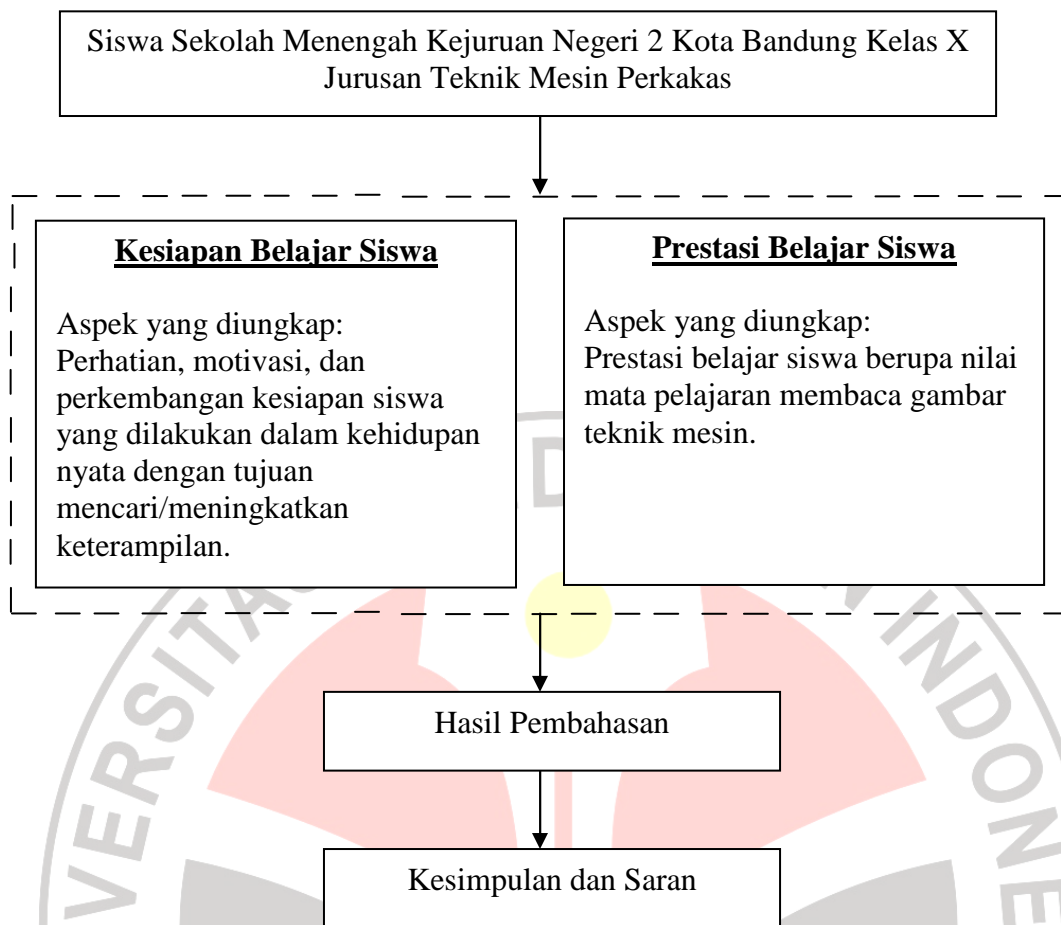 Siswa Sekolah Menengah Kejuruan Negeri 2 Kota Bandung Kelas X
Jurusan Teknik Mesin Perkakas
Kesiapan Belajar Siswa
Aspek yang diungkap:
Perhatian, motivasi, dan
perkembangan kesiapan siswa
yang dilakukan dalam kehidupan
nyata dengan tujuan
mencari/meningkatkan
keterampilan.
Prestasi Belajar Siswa
Aspek yang diungkap:
Prestasi belajar siswa berupa nilai
mata pelajaran membaca gambar
teknik mesin.
Hasil Pembahasan
Kesimpulan dan Saran